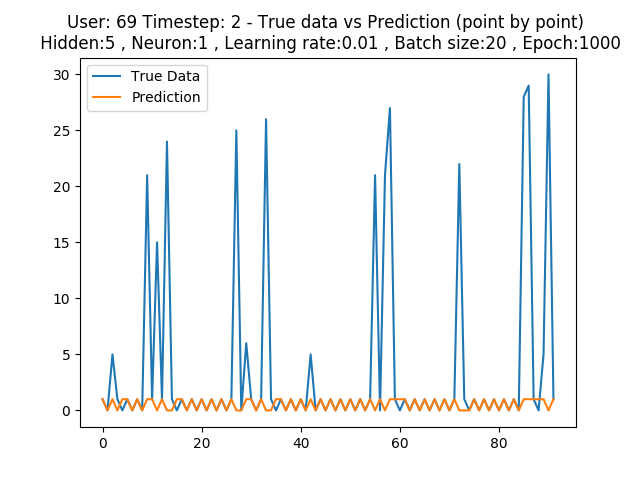 User: 69 Timestep: 2 - True data vs Prediction (point by point)
Hidden:5 , Neuron:1 , Learning rate:0.01 , Batch size:20 , Epoch:1000
True Data
Prediction
30
25
20
15
10
5
0
0 20 40 60 80